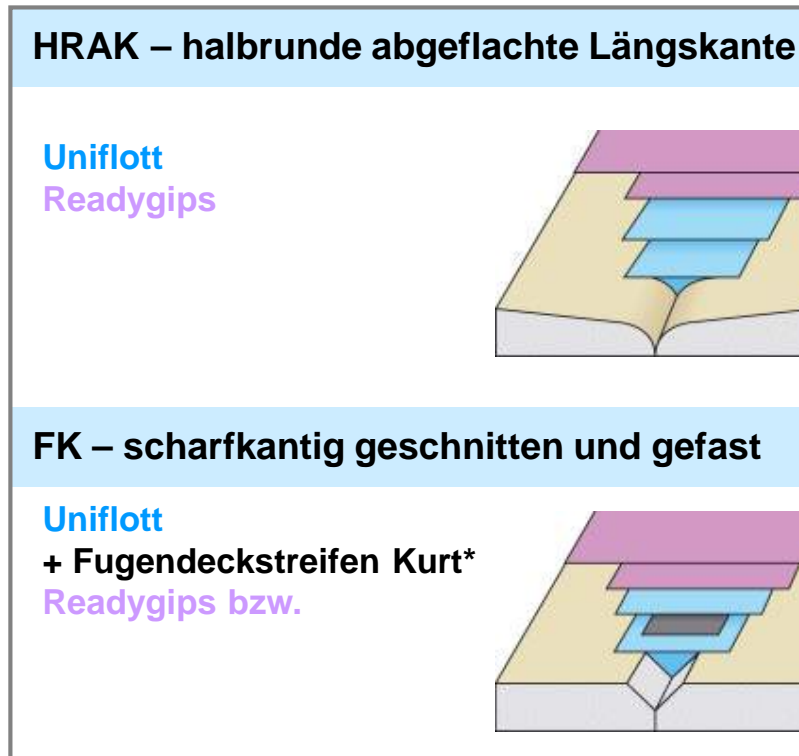 HRAK – halbrunde abgeflachte Längskante
Uniflott
Readygips
FK – scharfkantig geschnitten und gefast
Uniflott
+ Fugendeckstreifen Kurt*
Readygips bzw.